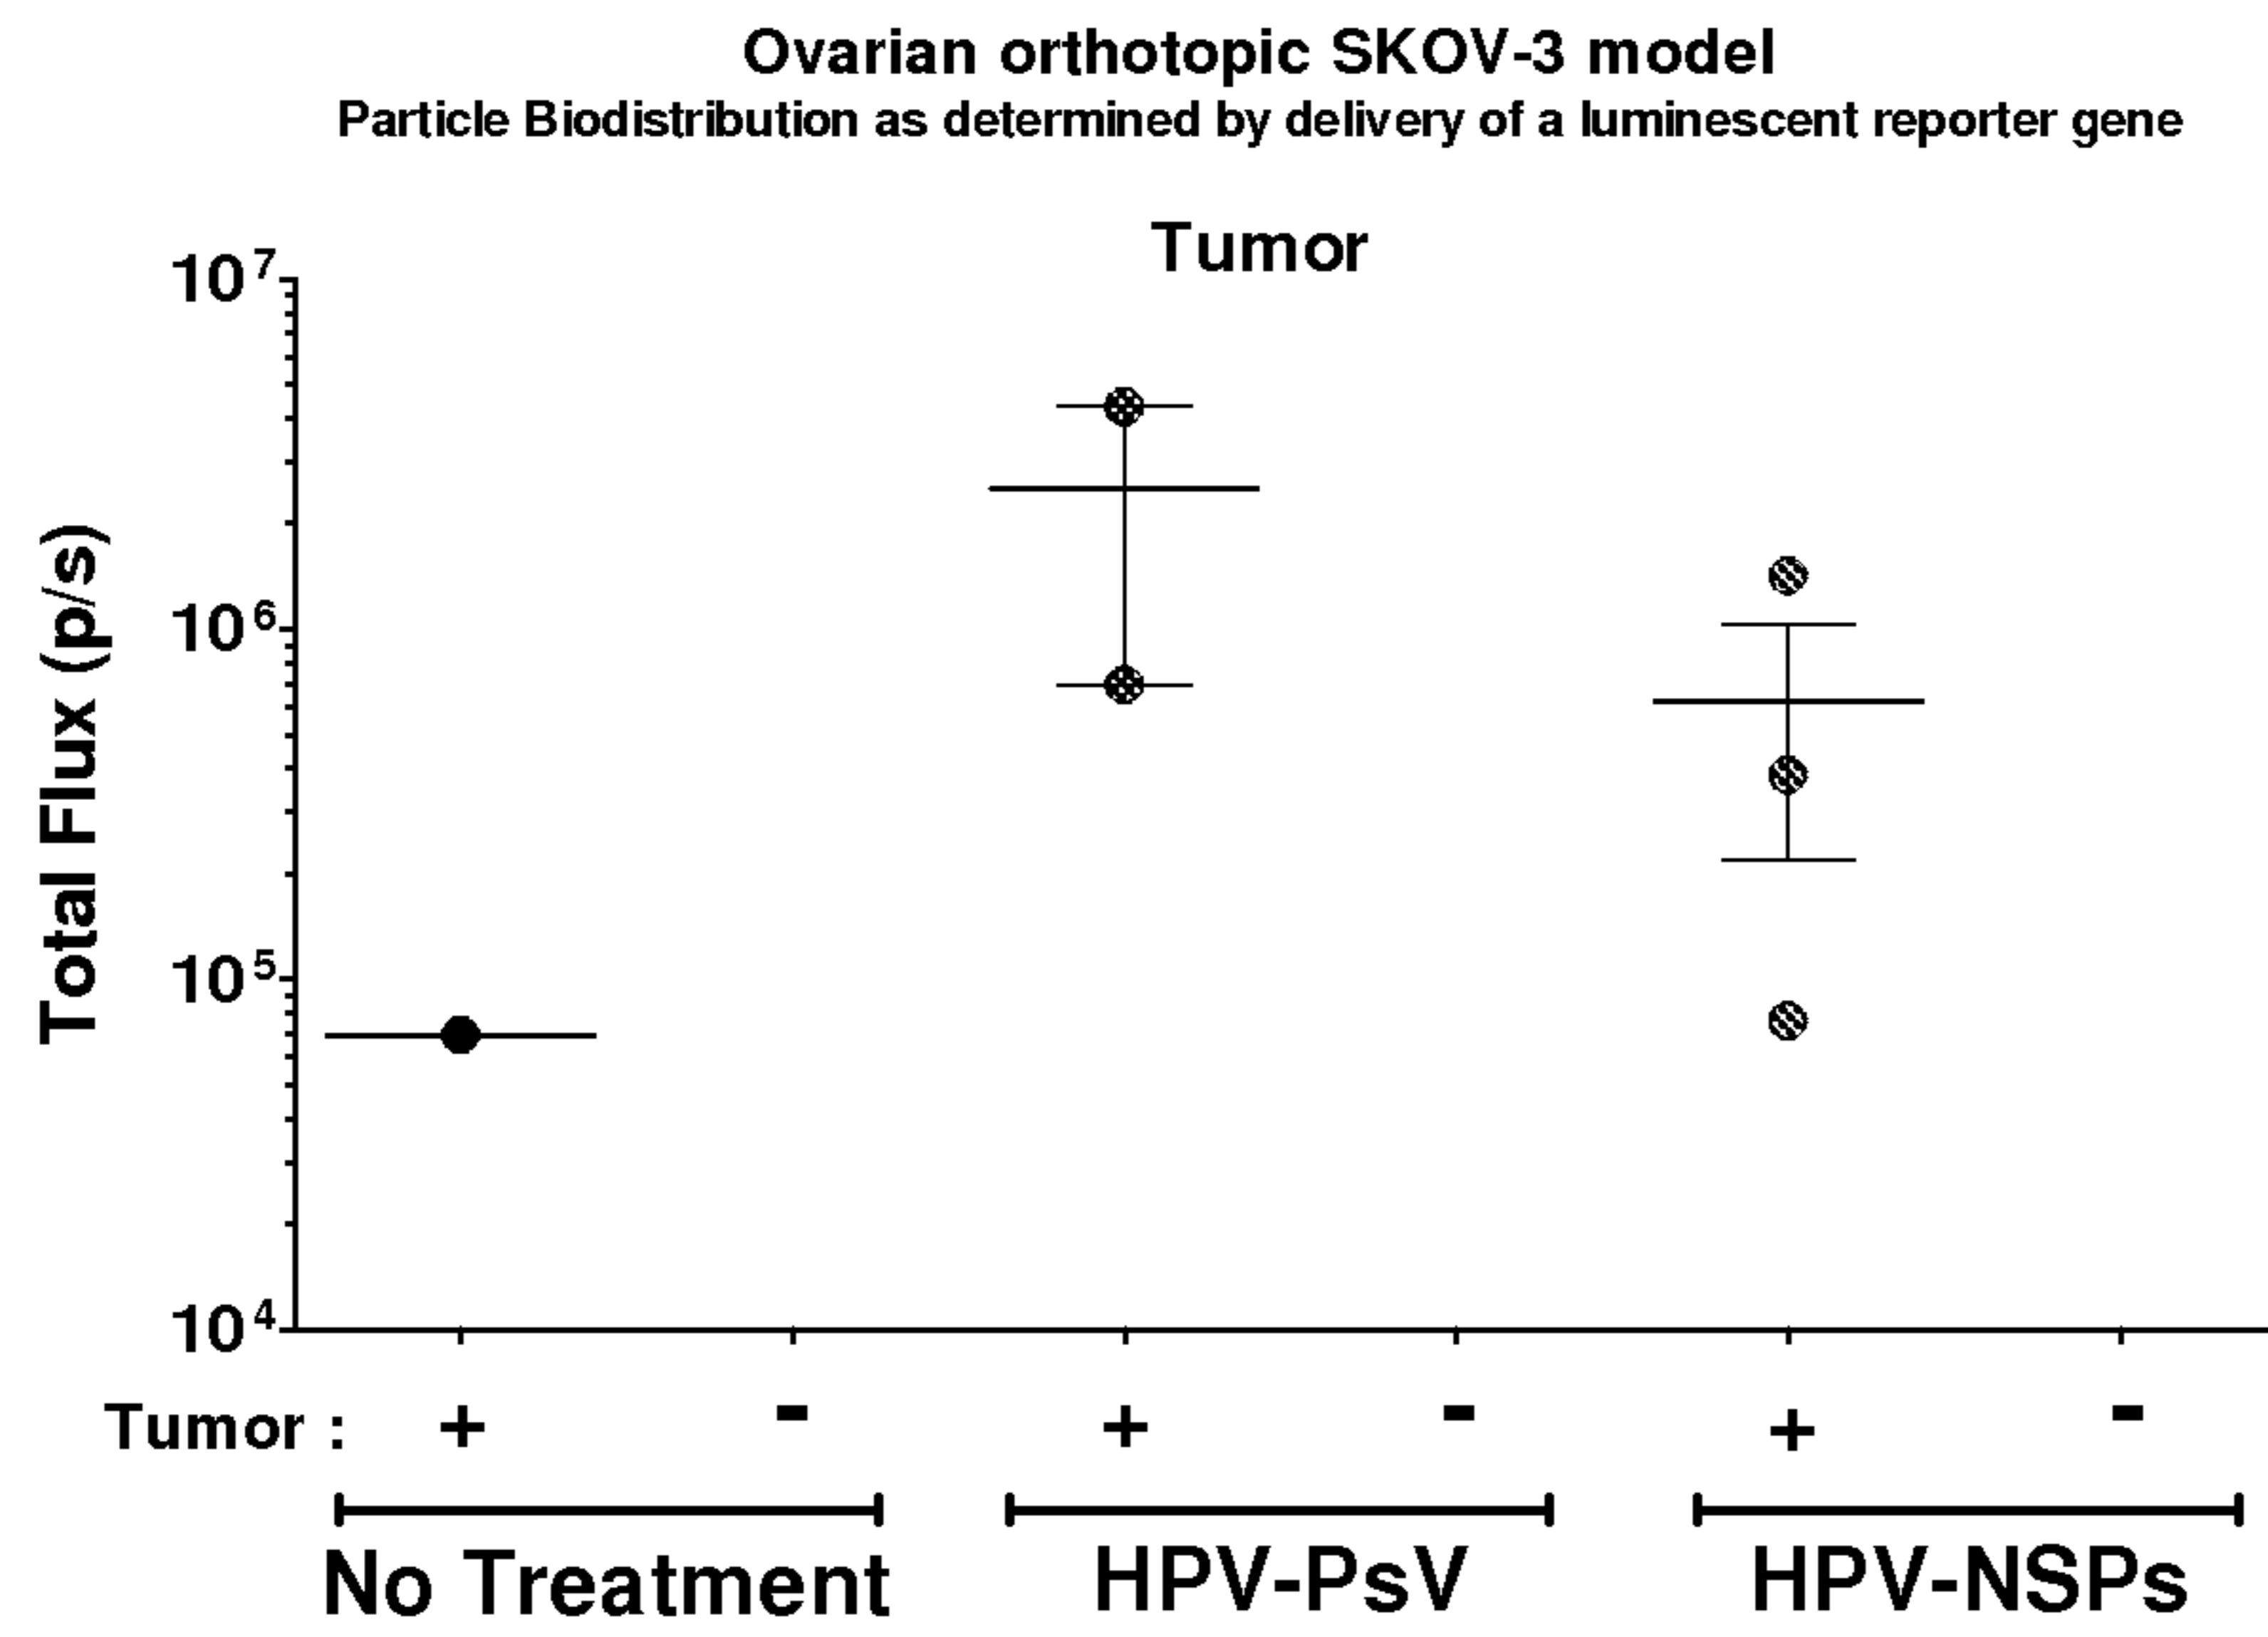 Ovarian orthotopic SKOV-3 model
Particle Biodistribution as determined by delivery of a luminescent reporter gene
Tumor
Total Flux (p/s)
10⁷
10⁶
10⁵
10⁴
Tumor : + - + - + -
No Treatment HPV-PsV HPV-NSPs